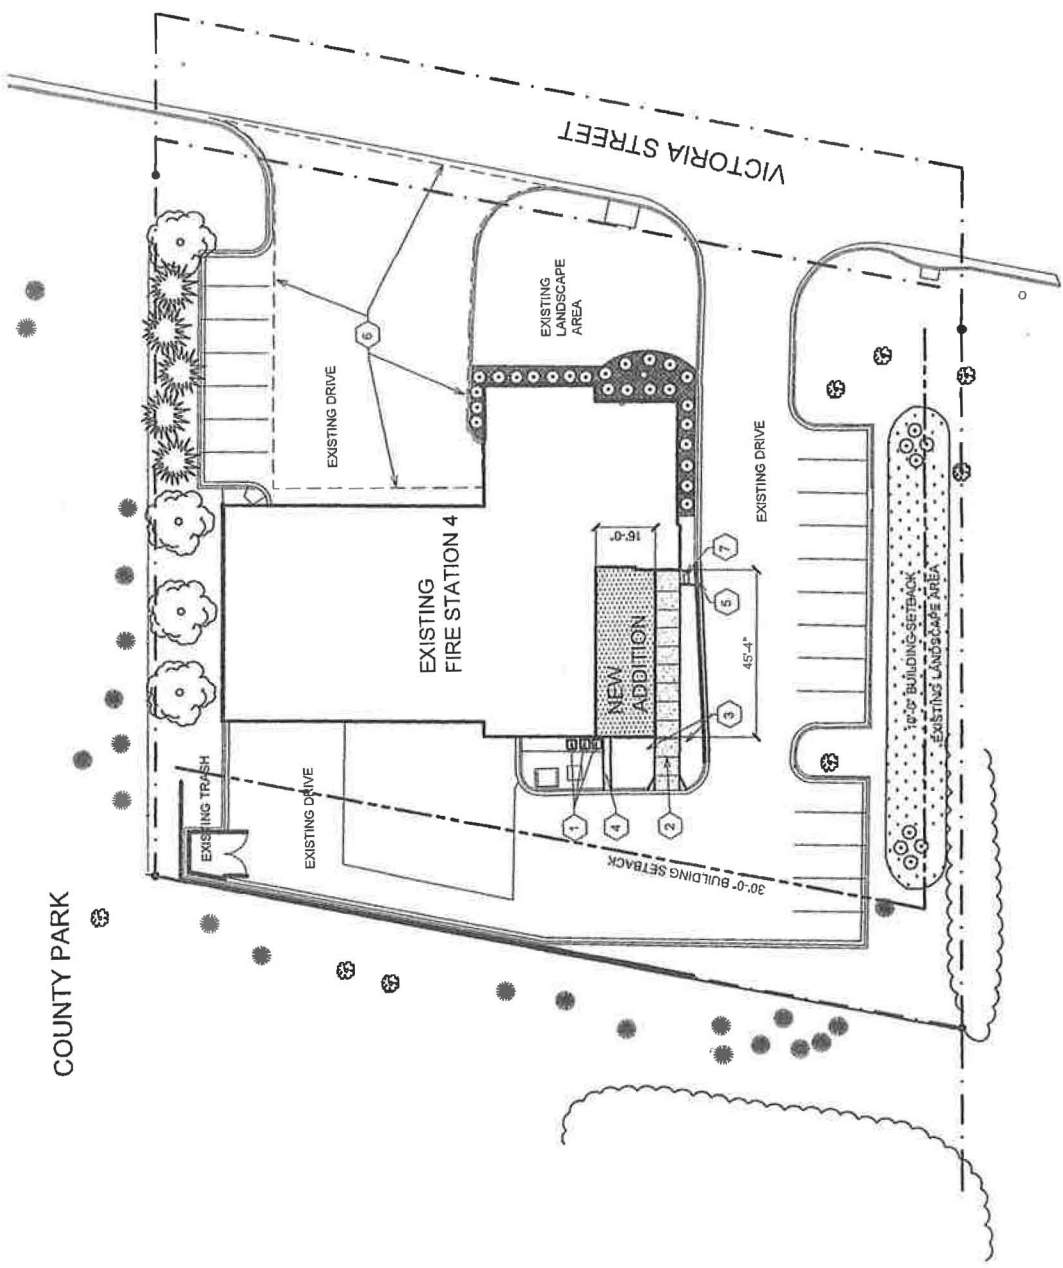 COUNTY PARK
VICTORIA STREET
EXISTING
LANDSCAPE
AREA
6
EXISTING DRIVE
EXISTING
FIRE STATION 4
16'-0"
NEW
ADDITION
45'-4"
7
5
3
1
4
2
EXISTING DRIVE
EXISTING TRASH
EXISTING DRIVE
30'-0" BUILDING SETBACK
10'-0" BUILDING SETBACK
EXISTING LANDSCAPE AREA